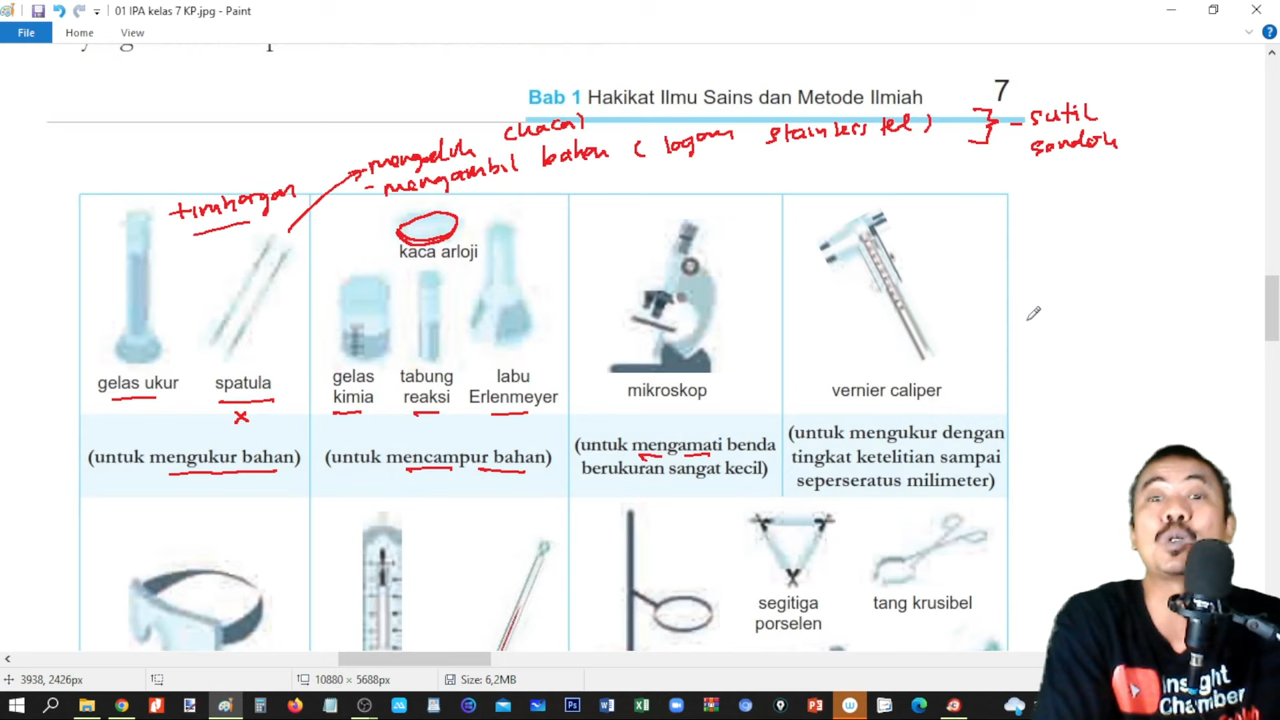 01 IPA kelas 7 KP.jpg - Paint
File Home View
Bab 1 Hakikat Ilmu Sains dan Metode Ilmiah 7
- mengaduk (kaca)
- mengambil bahan (logam stainless teel)
- sutil
sendok
timbangan
kaca arloji
gelas ukur
spatula
x
gelas kimia
tabung reaksi
labu Erlenmeyer
mikroskop
vernier caliper
(untuk mengukur bahan)
(untuk mencampur bahan)
(untuk mengamati benda
berukuran sangat kecil)
(untuk mengukur dengan
tingkat ketelitian sampai
seperseratus milimeter)
segitiga
porselen
tang krusibel
3938, 2426px
10880 × 5688px
Size: 6,2MB
Insight
Chamber